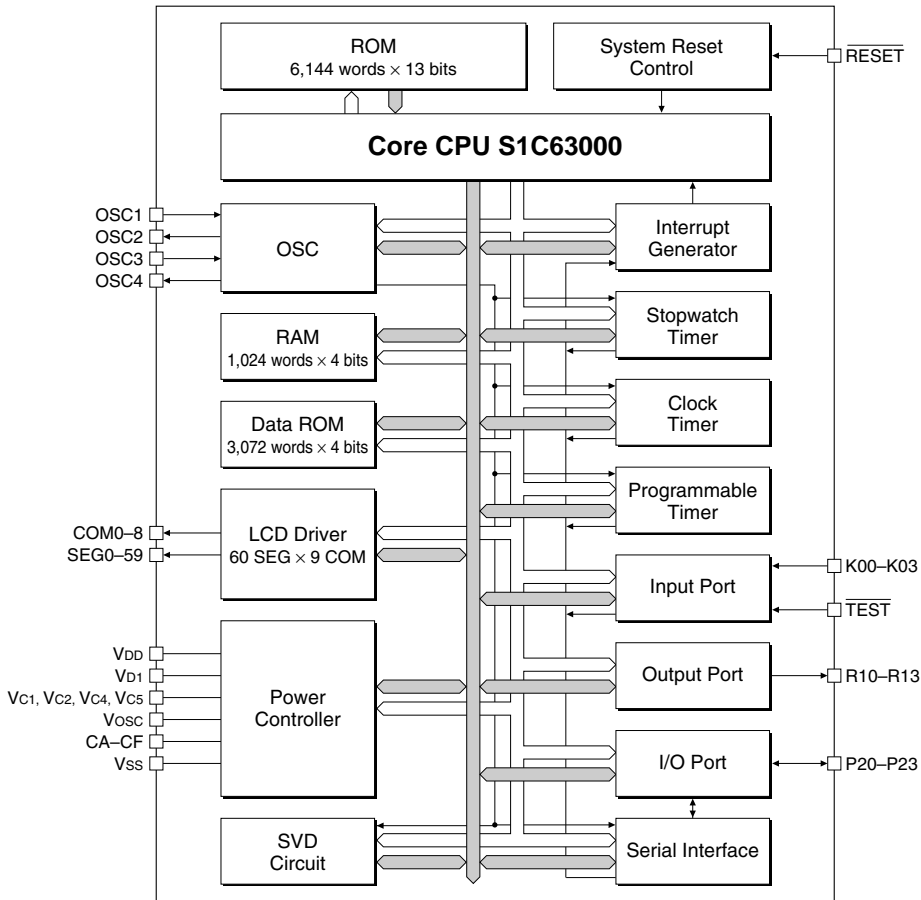 ROM
6,144 words × 13 bits
System Reset
Control
RESET
Core CPU S1C63000
OSC1
OSC2
OSC3
OSC4
OSC
Interrupt
Generator
RAM
1,024 words × 4 bits
Stopwatch
Timer
Data ROM
3,072 words × 4 bits
Clock
Timer
Programmable
Timer
COM0–8
SEG0–59
LCD Driver
60 SEG × 9 COM
Input Port
K00–K03
TEST
VDD
VD1
VC1, VC2, VC4, VC5
VOSC
CA–CF
VSS
Power
Controller
Output Port
R10–R13
I/O Port
P20–P23
SVD
Circuit
Serial Interface